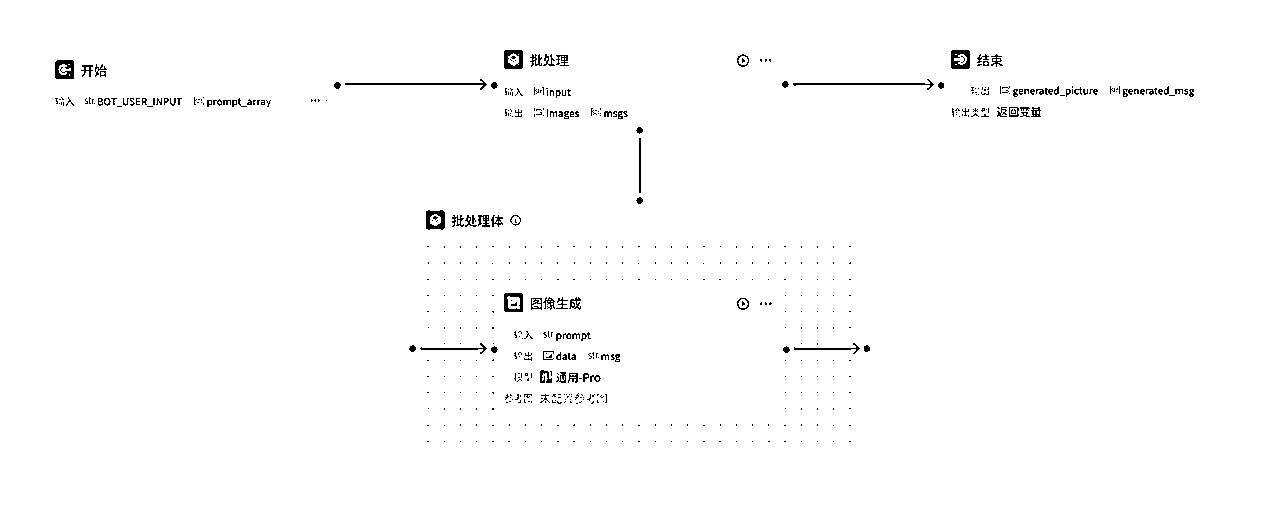 开始
输入 str. BOT_USER_INPUT prompt_array ...
批处理 ...
输入 input
输出 images msgs
结束
输出 generated_picture generated_msg
输出类型 返回变量
批处理体
图像生成 ...
输入 str. prompt
输出 data str. msg
模型 通用-Pro
参考图 未配置参考图